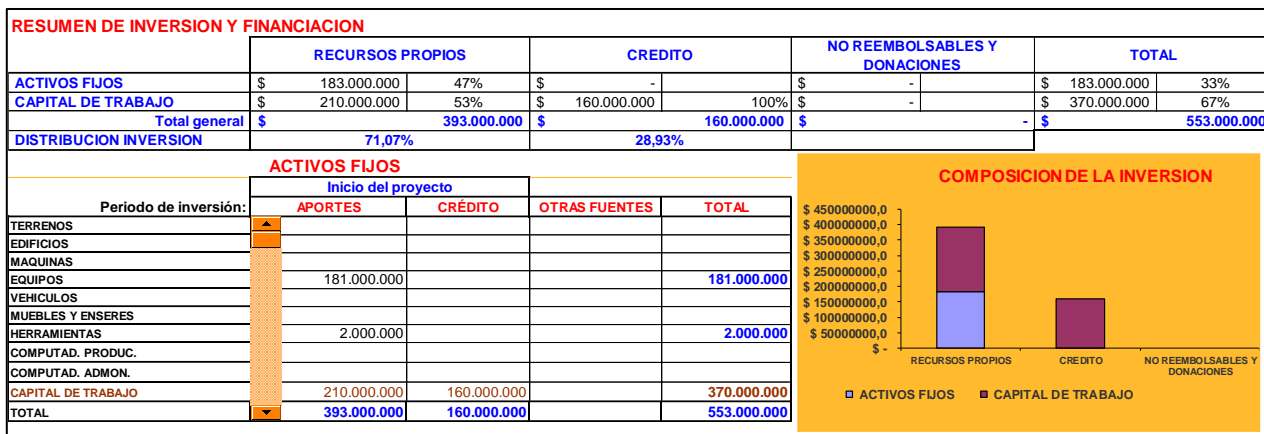 RESUMEN DE INVERSION Y FINANCIACION
RECURSOS PROPIOS CREDITO NO REEMBOLSABLES Y DONACIONES TOTAL
ACTIVOS FIJOS $ 183.000.000 47% $ - $ - $ 183.000.000 33%
CAPITAL DE TRABAJO $ 210.000.000 53% $ 160.000.000 100% $ - $ 370.000.000 67%
Total general $ 393.000.000 $ 160.000.000 $ - $ 553.000.000
DISTRIBUCION INVERSION 71,07% 28,93%
ACTIVOS FIJOS
Inicio del proyecto
Periodo de inversión: APORTES CRÉDITO OTRAS FUENTES TOTAL
TERRENOS
EDIFICIOS
MAQUINAS
EQUIPOS 181.000.000 181.000.000
VEHICULOS
MUEBLES Y ENSERES
HERRAMIENTAS 2.000.000 2.000.000
COMPUTAD. PRODUC.
COMPUTAD. ADMON.
CAPITAL DE TRABAJO 210.000.000 160.000.000 370.000.000
TOTAL 393.000.000 160.000.000 553.000.000
COMPOSICION DE LA INVERSION
$ 450000000,0
$ 400000000,0
$ 350000000,0
$ 300000000,0
$ 250000000,0
$ 200000000,0
$ 150000000,0
$ 100000000,0
$ 50000000,0
$ -
RECURSOS PROPIOS CREDITO NO REEMBOLSABLES Y
DONACIONES
ACTIVOS FIJOS CAPITAL DE TRABAJO